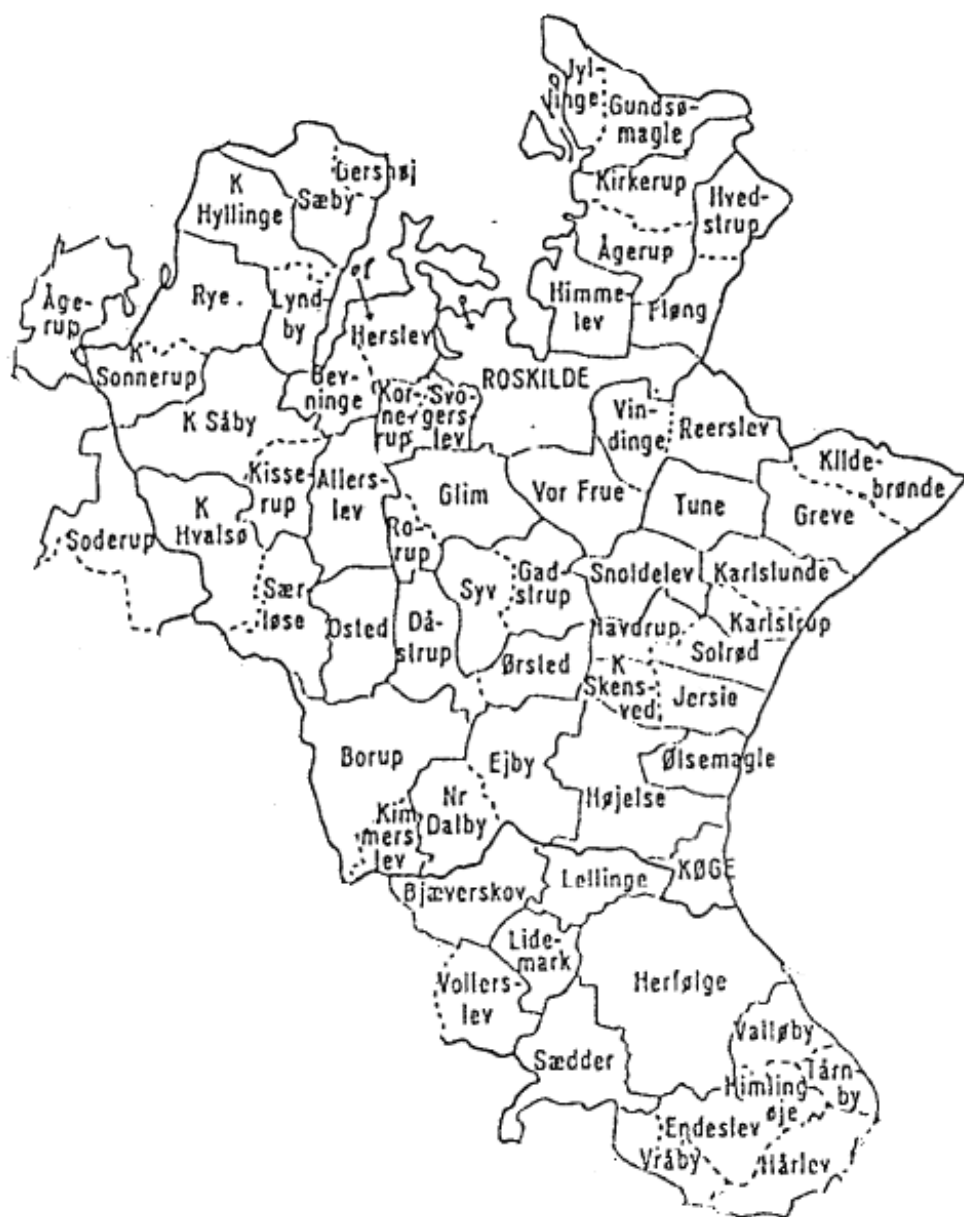 Jyl-
linge
Gundsø-
magle
Gershøj
Kirkerup
K
Hyllinge
Sæby
Hved-
strup
Ågerup
Åge-
rup
Rye.
Lynd
by
øl
Himme-
lev
Fløng
Herslev
K
Sonnerup
Gev-
ninge
ROSKILDE
Kor-
ne
rup
Svo-
gers
lev
Vin-
dinge
Reerslev
K Såby
Kisse-
rup
Allers-
lev
Glim
Vor Frue
Tune
Kilde-
brønde
Greve
Soderup
K
Hvalsø
Ro-
rup
Sær
løse
Syv
Gad-
strup
Snoldelev
Karlslunde
Osted
Då-
strup
Havdrup
Karlstrup
Solrød
Ørsted
K
Skens-
ved
Jersie
Borup
Ejby
Ølsemagle
Højelse
Kim
mers
lev
Nr
Dalby
Bjæverskov
Lellinge
KØGE
Lide-
mark
Vollers-
lev
Herfølge
Valløby
Sædder
Himling
øje
Tårn-
by
Endeslev
Vråby
Hårlev